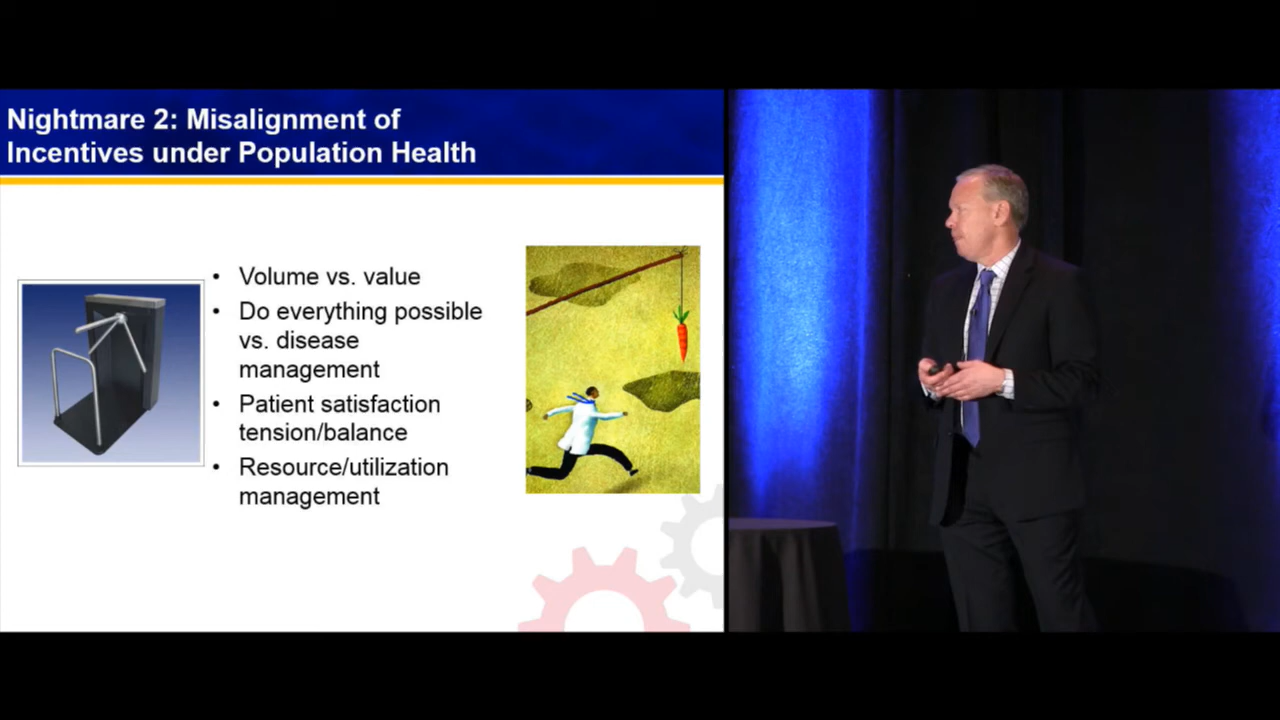 Nightmare 2: Misalignment of
Incentives under Population Health
• Volume vs. value
• Do everything possible
vs. disease
management
• Patient satisfaction
tension/balance
• Resource/utilization
management